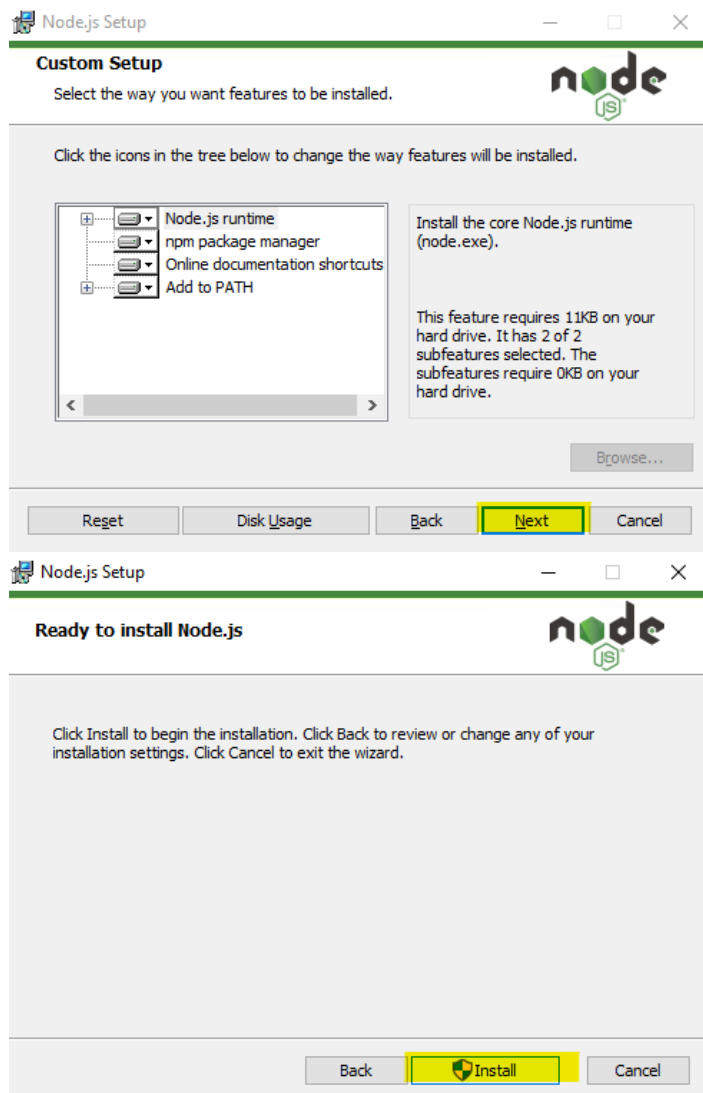 Node.js Setup
Custom Setup
Select the way you want features to be installed.
node
JS
Click the icons in the tree below to change the way features will be installed.
Node.js runtime
npm package manager
Online documentation shortcuts
Add to PATH
Install the core Node.js runtime
(node.exe).
This feature requires 11KB on your
hard drive. It has 2 of 2
subfeatures selected. The
subfeatures require 0KB on your
hard drive.
Browse...
Reset Disk Usage Back Next Cancel
Node.js Setup
Ready to install Node.js
node
JS
Click Install to begin the installation. Click Back to review or change any of your
installation settings. Click Cancel to exit the wizard.
Back Install Cancel